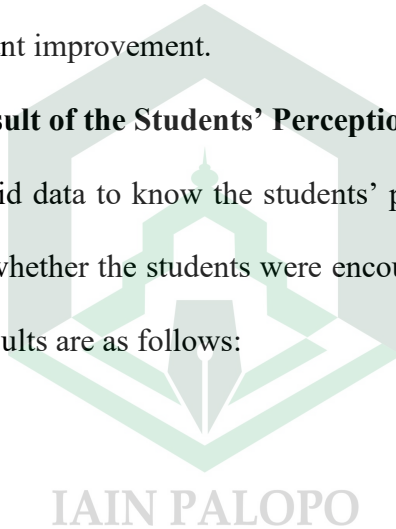 nt improvement.
sult of the Students' Perceptio
id data to know the students' p
whether the students were encou
ults are as follows:
IAIN PALOPO